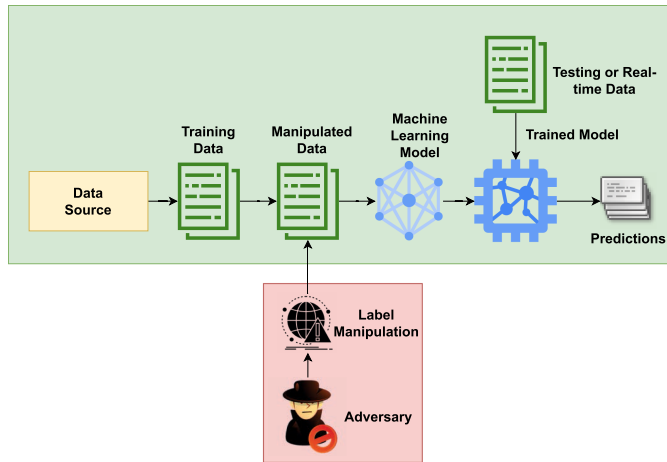 Testing or Real-
time Data
Machine
Learning
Model
Training
Data
Manipulated
Data
Trained Model
Data
Source
Predictions
Label
Manipulation
Adversary